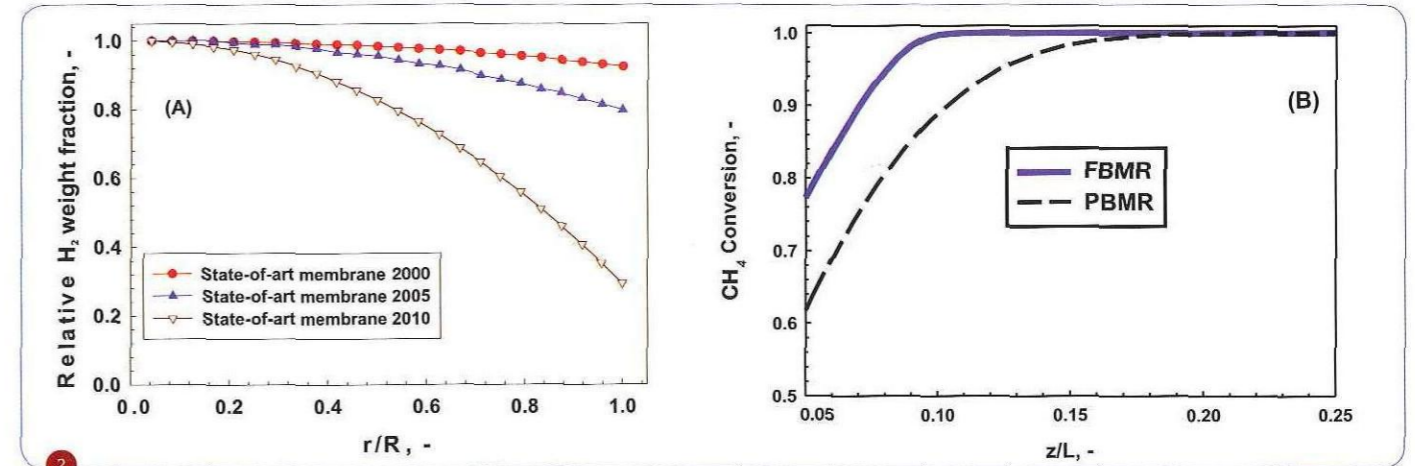 Relative H₂ weight fraction, -
1.0
0.8
0.6
0.4
0.2
0.0
(A)
State-of-art membrane 2000
State-of-art membrane 2005
State-of-art membrane 2010
0.0 0.2 0.4 0.6 0.8 1.0
r/R, -
CH₄ Conversion, -
1.0
0.9
0.8
0.7
0.6
0.5
(B)
FBMR
PBMR
0.05 0.10 0.15 0.20 0.25
z/L, -
2